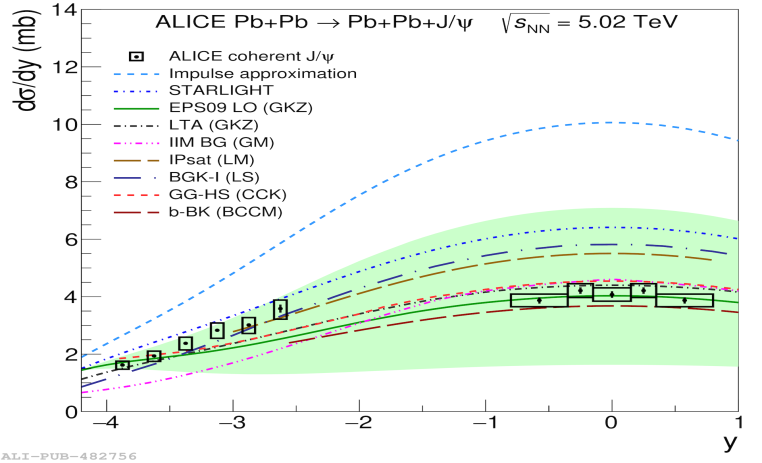 ALICE Pb+Pb → Pb+Pb+J/ψ √sNN = 5.02 TeV
dσ/dy (mb)
14
12
10
8
6
4
2
0
ALICE coherent J/ψ
Impulse approximation
STARLIGHT
EPS09 LO (GKZ)
LTA (GKZ)
IIM BG (GM)
IPsat (LM)
BGK-I (LS)
GG-HS (CCK)
b-BK (BCCM)
−4 −3 −2 −1 0 1
y
ALI-PUB-482756